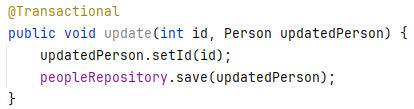 @Transactional
public void update(int id, Person updatedPerson) {
    updatedPerson.setId(id);
    peopleRepository.save(updatedPerson);
}